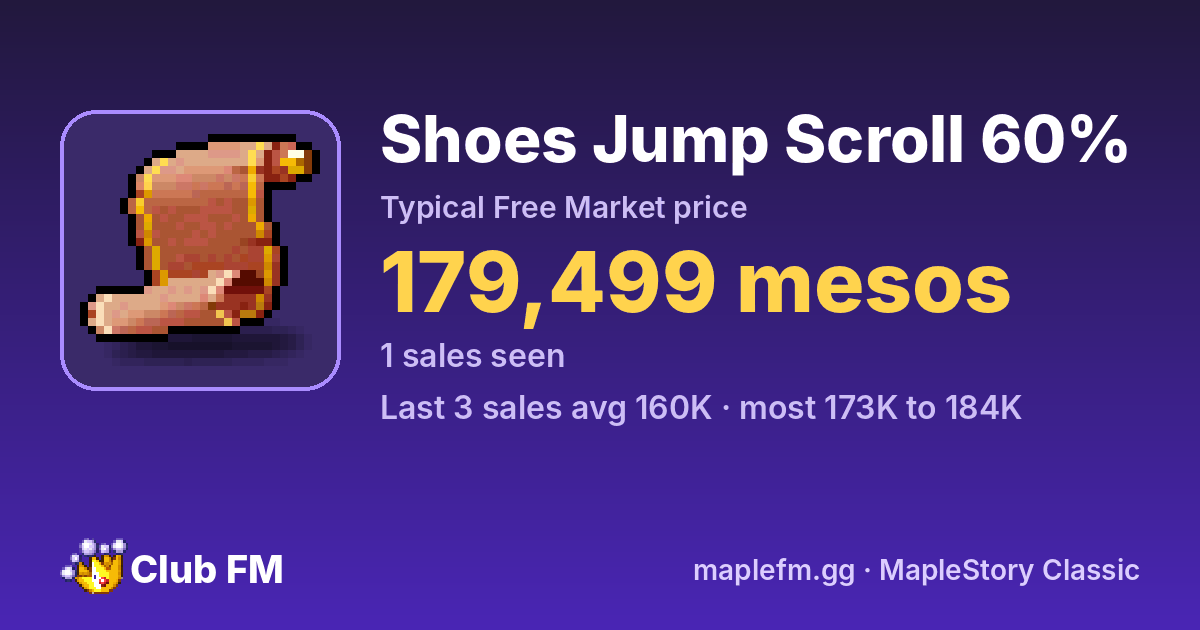 Shoes Jump Scroll 60%
Typical Free Market price
179,499 mesos
1 sales seen
Last 3 sales avg 160K · most 173K to 184K
Club FM
maplefm.gg · MapleStory Classic